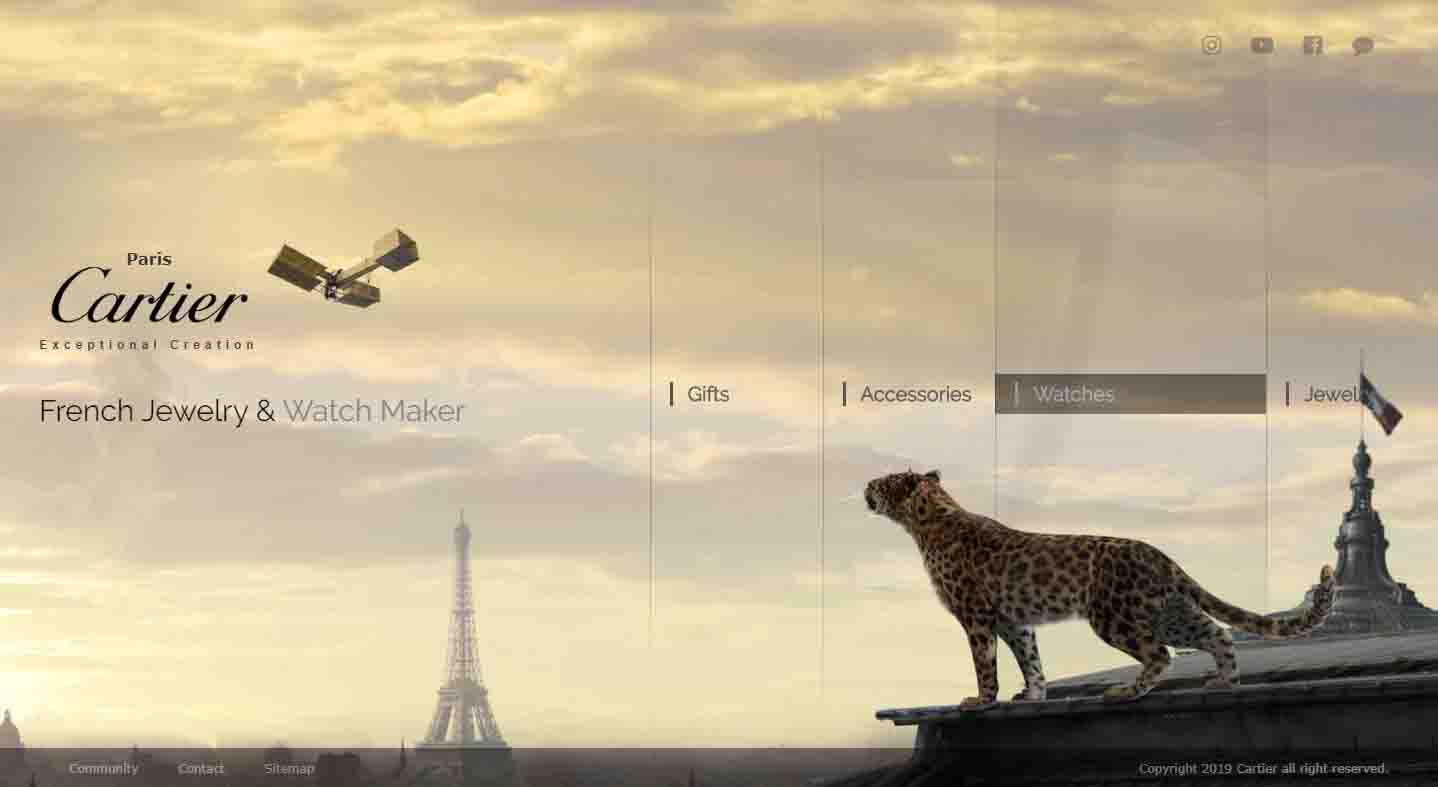 Paris
Cartier
Exceptional Creation
French Jewelry & Watch Maker
Gifts
Accessories
Watches
Jewel
Community
Contact
Sitemap
Copyright 2019 Cartier all right reserved.